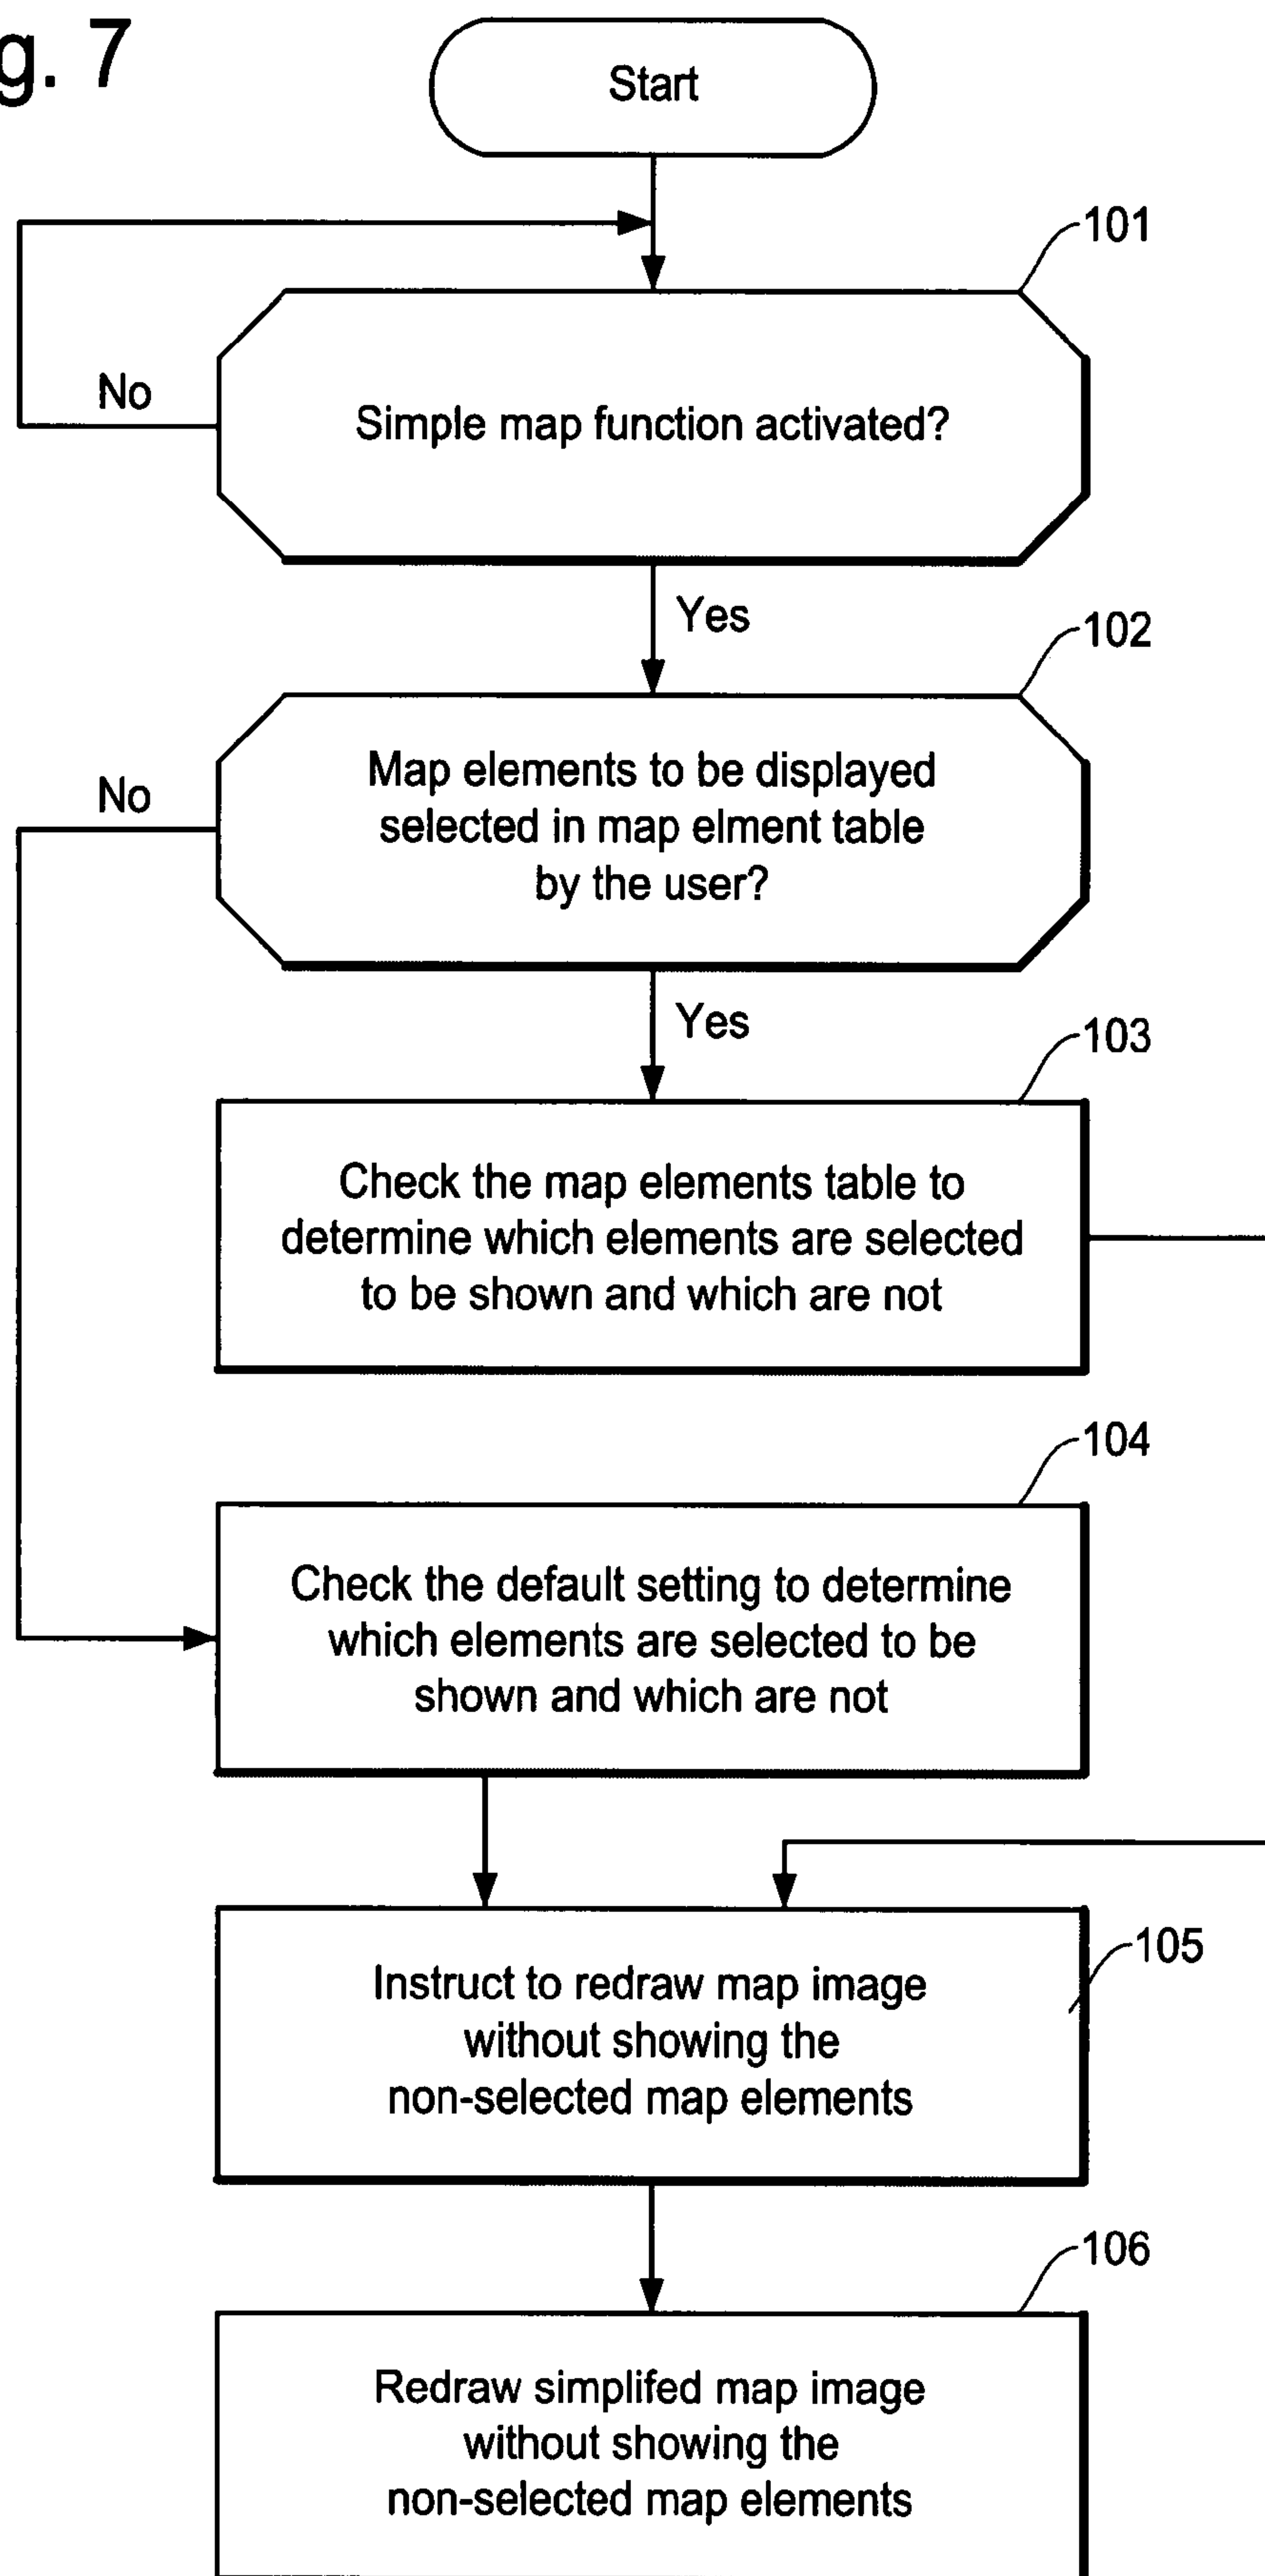 g. 7
Start
101
No
Simple map function activated?
Yes
102
No
Map elements to be displayed
selected in map elment table
by the user?
Yes
103
Check the map elements table to
determine which elements are selected
to be shown and which are not
104
Check the default setting to determine
which elements are selected to be
shown and which are not
105
Instruct to redraw map image
without showing the
non-selected map elements
106
Redraw simplifed map image
without showing the
non-selected map elements